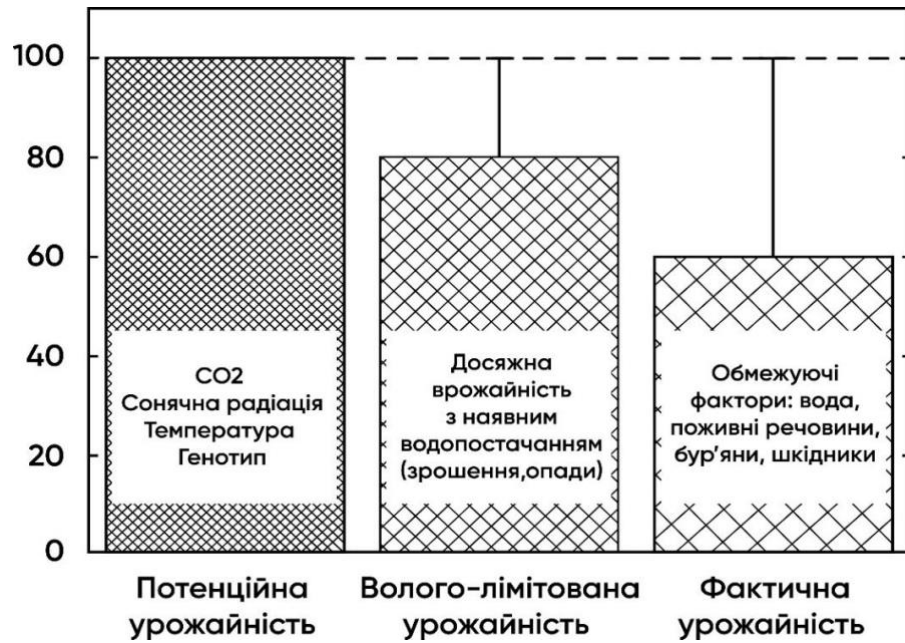 100
80
60
40
20
0
CO2
Сонячна радіація
Температура
Генотип
Досяжна
врожайність
з наявним
водопостачанням
(зрошення,опади)
Обмежуючі
фактори: вода,
поживні речовини,
бур’яни, шкідники
Потенційна
урожайність
Волого-лімітована
урожайність
Фактична
урожайність